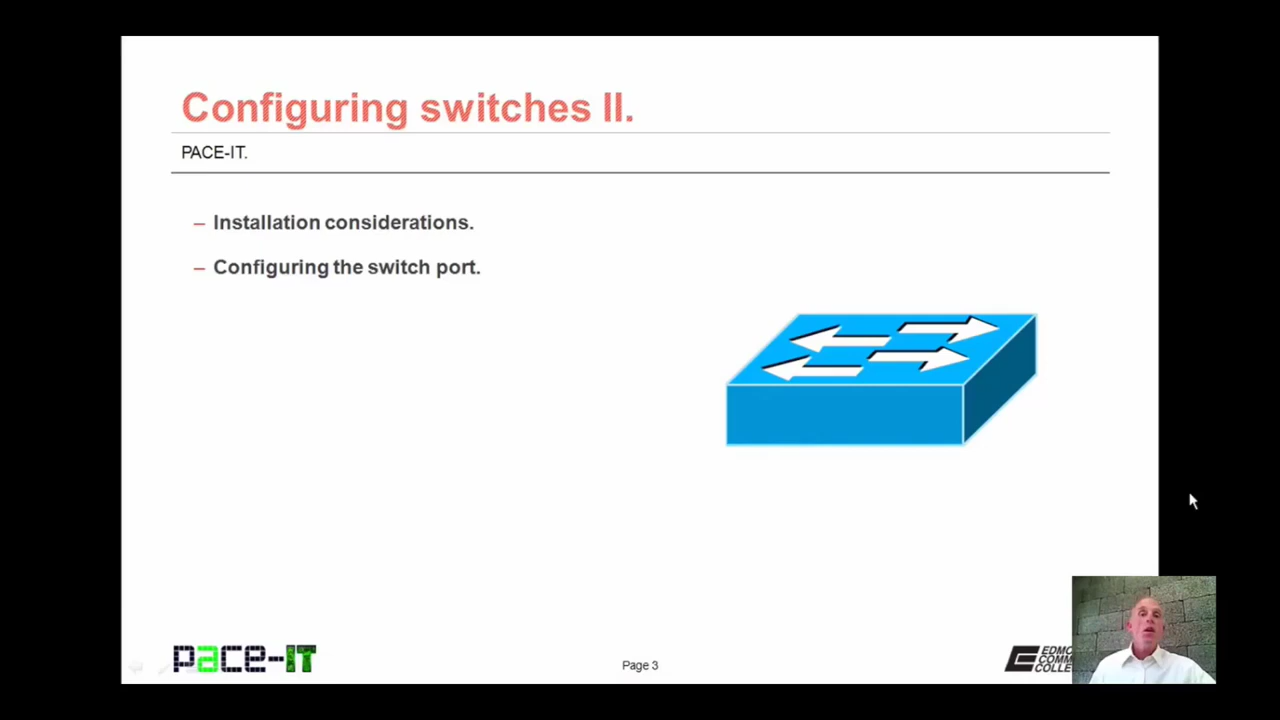 Configuring switches II.
PACE-IT.
– Installation considerations.
– Configuring the switch port.
pace-IT
Page 3